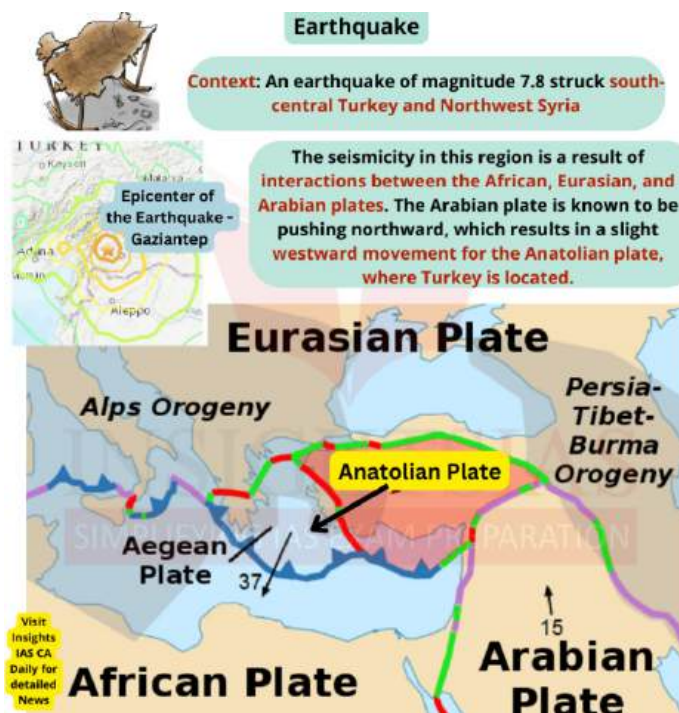 Earthquake
Context: An earthquake of magnitude 7.8 struck south-
central Turkey and Northwest Syria
TURKEY
Epicenter of
the Earthquake -
Gaziantep
Adana
Aleppo
The seismicity in this region is a result of
interactions between the African, Eurasian, and
Arabian plates. The Arabian plate is known to be
pushing northward, which results in a slight
westward movement for the Anatolian plate,
where Turkey is located.
Eurasian Plate
Alps Orogeny
Persia-
Tibet-
Burma
Orogeny
Anatolian Plate
Aegean
Plate
37
15
Visit
Insights
IAS CA
Daily for
detailed
News
African Plate
Arabian
Plate